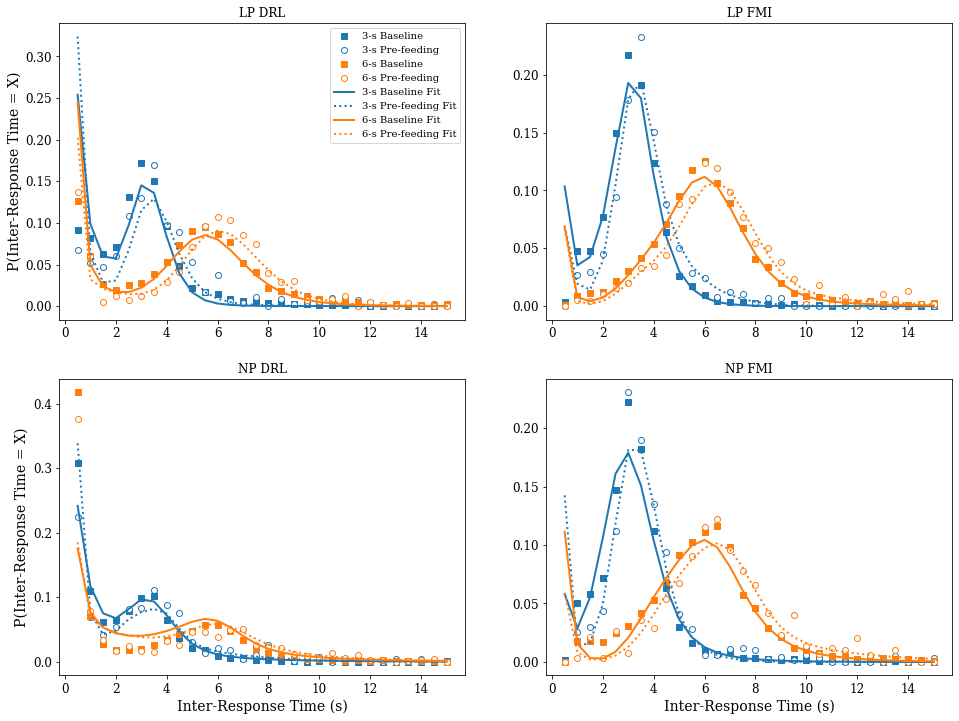 LP DRL
LP FMI
P(Inter-Response Time = X)
0.30
0.25
0.20
0.15
0.10
0.05
0.00
0 2 4 6 8 10 12 14
3-s Baseline
3-s Pre-feeding
6-s Baseline
6-s Pre-feeding
3-s Baseline Fit
3-s Pre-feeding Fit
6-s Baseline Fit
6-s Pre-feeding Fit
0.20
0.15
0.10
0.05
0.00
0 2 4 6 8 10 12 14
NP DRL
NP FMI
P(Inter-Response Time = X)
0.4
0.3
0.2
0.1
0.0
0 2 4 6 8 10 12 14
Inter-Response Time (s)
0.20
0.15
0.10
0.05
0.00
0 2 4 6 8 10 12 14
Inter-Response Time (s)